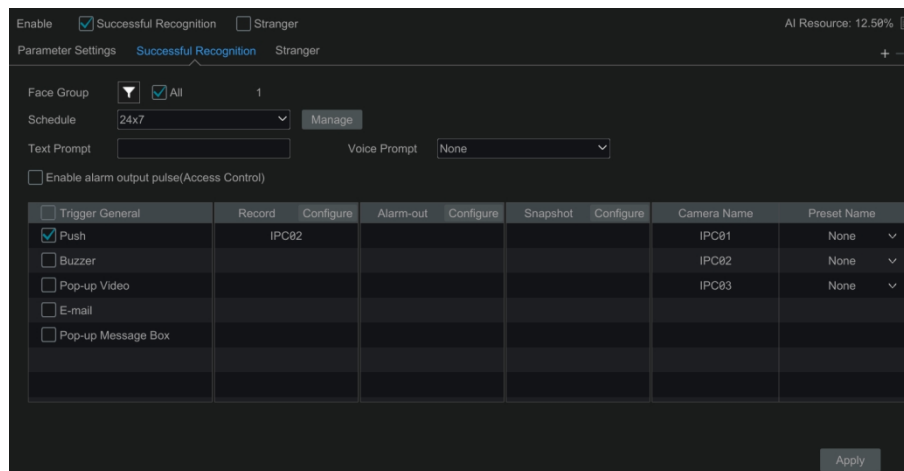 Enable Successful Recognition Stranger AI Resource: 12.50%
Parameter Settings Successful Recognition Stranger + −
Face Group All 1
Schedule 24x7 Manage
Text Prompt Voice Prompt None
Enable alarm output pulse(Access Control)
Trigger General Record Configure Alarm-out Configure Snapshot Configure Camera Name Preset Name
Push IPC02 IPC01 None
Buzzer IPC02 None
Pop-up Video IPC03 None
E-mail
Pop-up Message Box
Apply